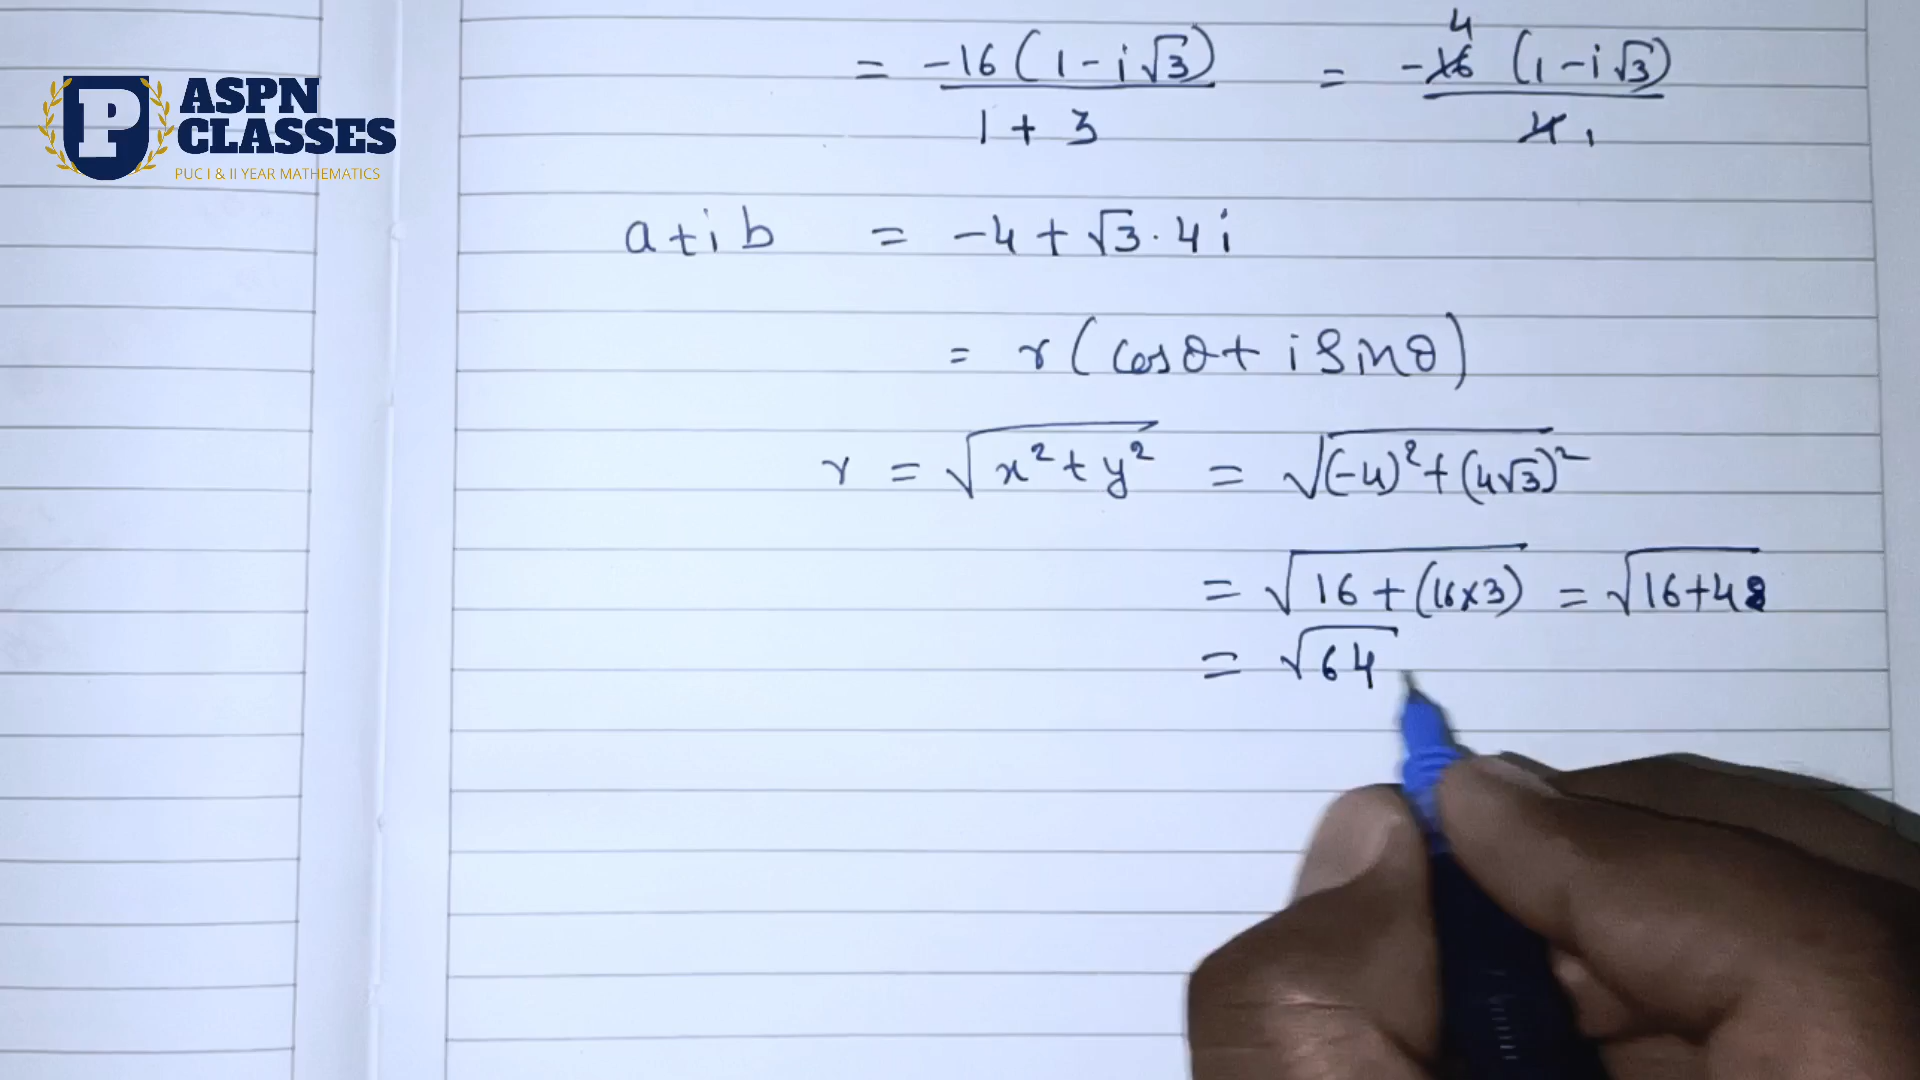 ASPN
CLASSES
PUC I & II YEAR MATHEMATICS
= -16 (1 - i√3) / 1 + 3 = -16 4 (1 - i√3) / 4 1
a + i b = -4 + √3 · 4 i
= r (cosθ + i Sinθ)
r = √x² + y² = √(-4)² + (4√3)²
= √16 + (16×3) = √16+48
= √64